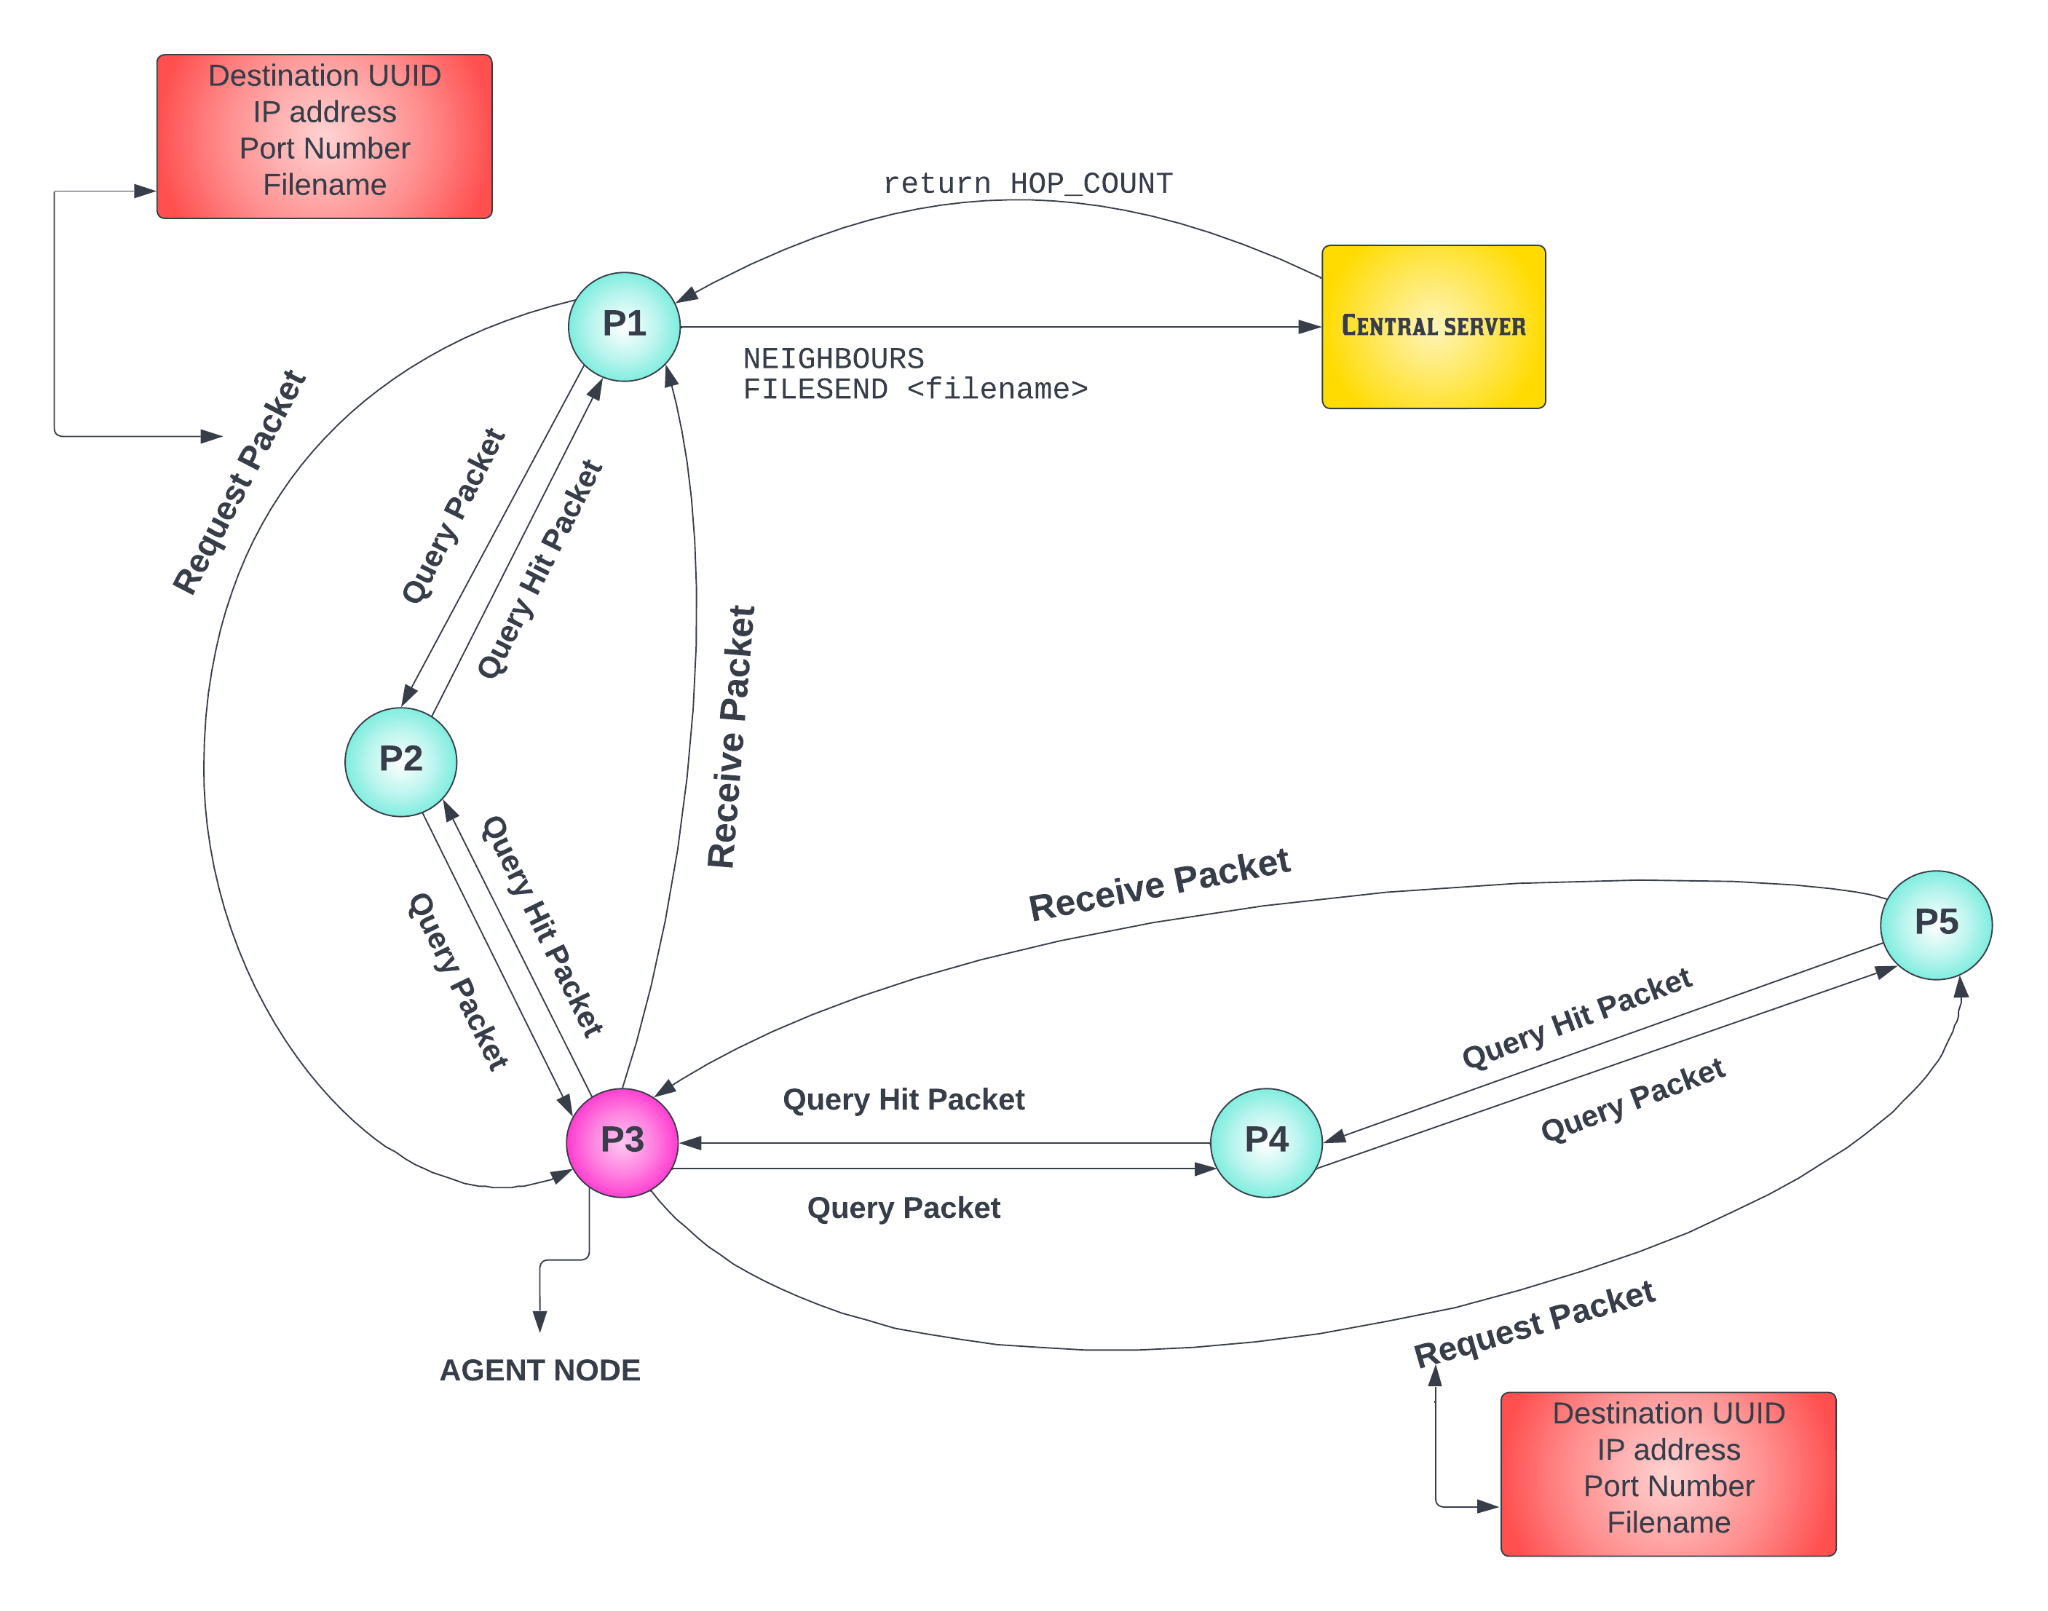 Destination UUID
IP address
Port Number
Filename
return HOP_COUNT
P1
CENTRAL SERVER
NEIGHBOURS
FILESEND <filename>
Request Packet
Query Packet
Query Hit Packet
Receive Packet
P2
Query Hit Packet
Query Packet
Receive Packet
P5
Query Hit Packet
Query Packet
Query Hit Packet
P3
P4
Query Packet
Request Packet
AGENT NODE
Destination UUID
IP address
Port Number
Filename